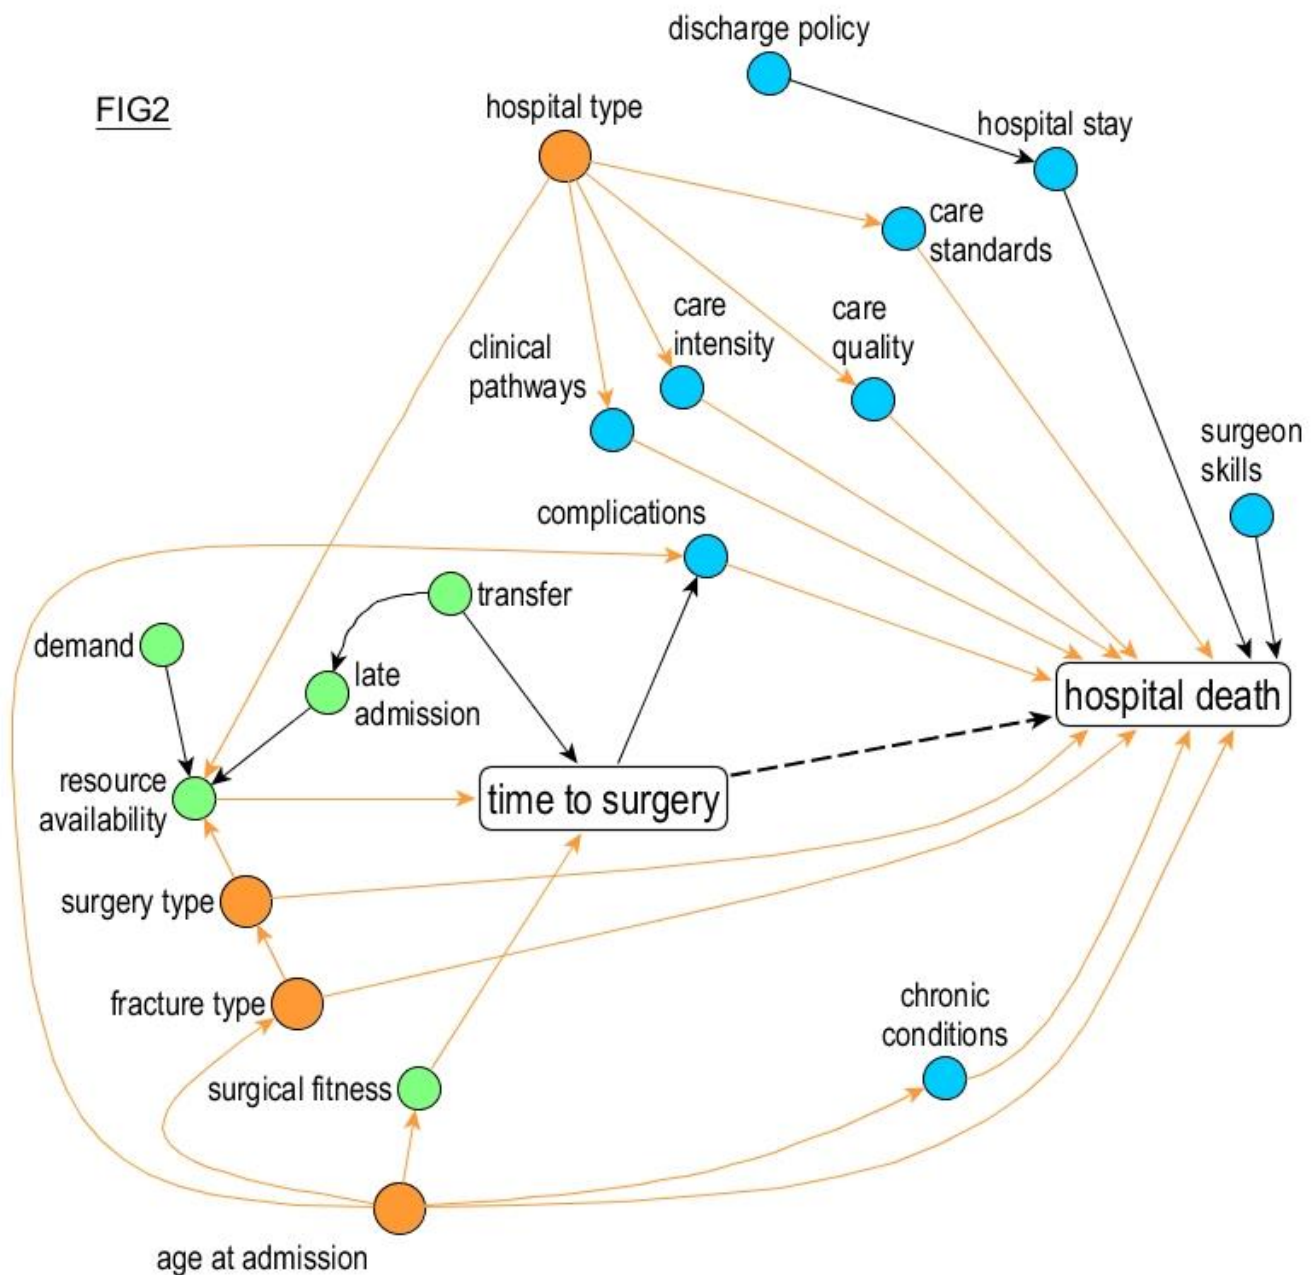 discharge policy
FIG2
hospital type
hospital stay
care
standards
care
intensity
care
quality
clinical
pathways
surgeon
skills
complications
transfer
demand
late
admission
hospital death
resource
availability
time to surgery
surgery type
fracture type
chronic
conditions
surgical fitness
age at admission